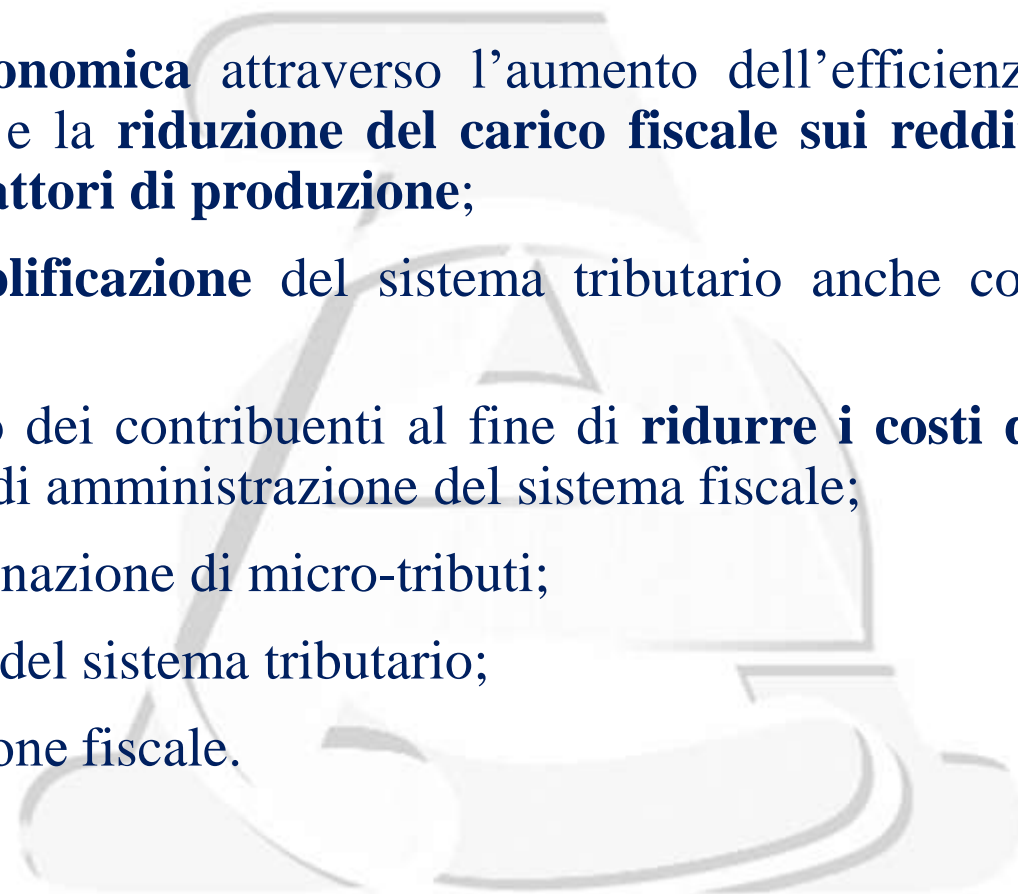 onomica attraverso l’aumento dell’efficienz
e la riduzione del carico fiscale sui reddi
attori di produzione;
plificazione del sistema tributario anche co
dei contribuenti al fine di ridurre i costi d
di amministrazione del sistema fiscale;
nazione di micro-tributi;
del sistema tributario;
one fiscale.